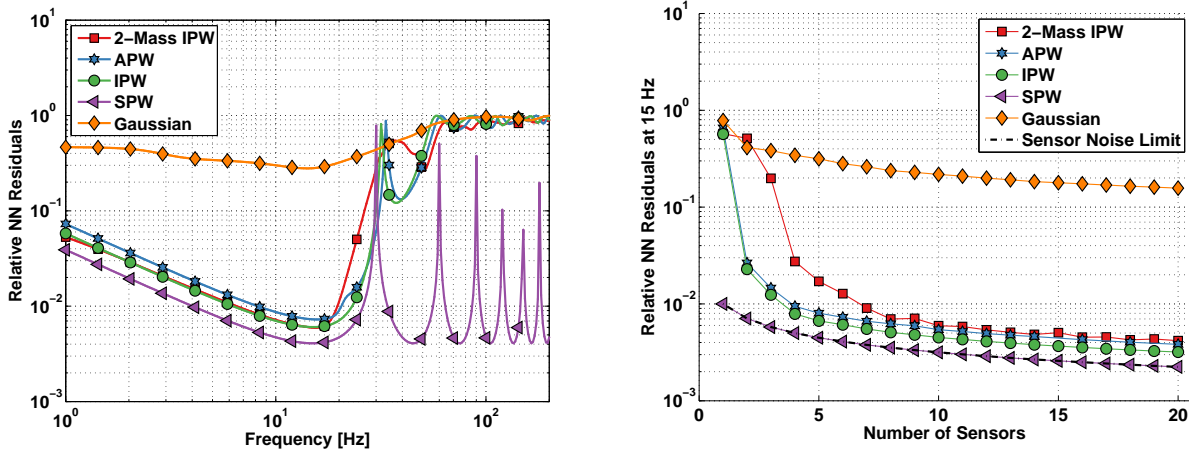 2−Mass IPW
APW
IPW
SPW
Gaussian
10^1
10^0
10^−1
10^−2
10^−3
Relative NN Residuals
10^0
10^1
10^2
Frequency [Hz]
2−Mass IPW
APW
IPW
SPW
Gaussian
Sensor Noise Limit
10^1
10^0
10^−1
10^−2
10^−3
Relative NN Residuals at 15 Hz
0 5 10 15 20
Number of Sensors